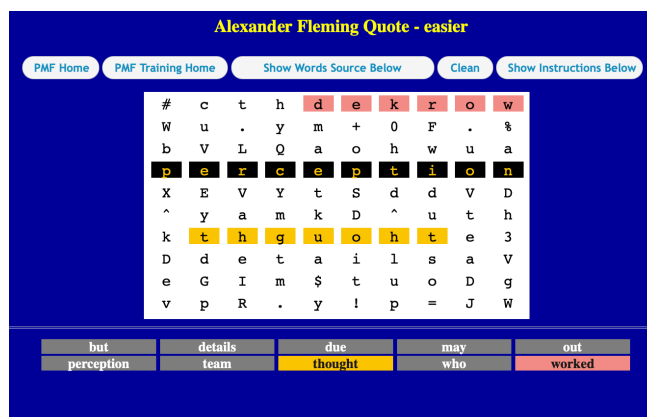 Alexander Fleming Quote - easier
PMF Home PMF Training Home Show Words Source Below Clean Show Instructions Below
# c t h d e k r o w
W u . y m + 0 F . %
b V L Q a o h w u a
p e r c e p t i o n
X E V Y t S d d V D
^ y a m k D ^ u t h
k t h g u o h t e 3
D d e t a i l s a V
e G I m $ t u o D g
v p R . y ! p = J W
but details due may out
perception team thought who worked